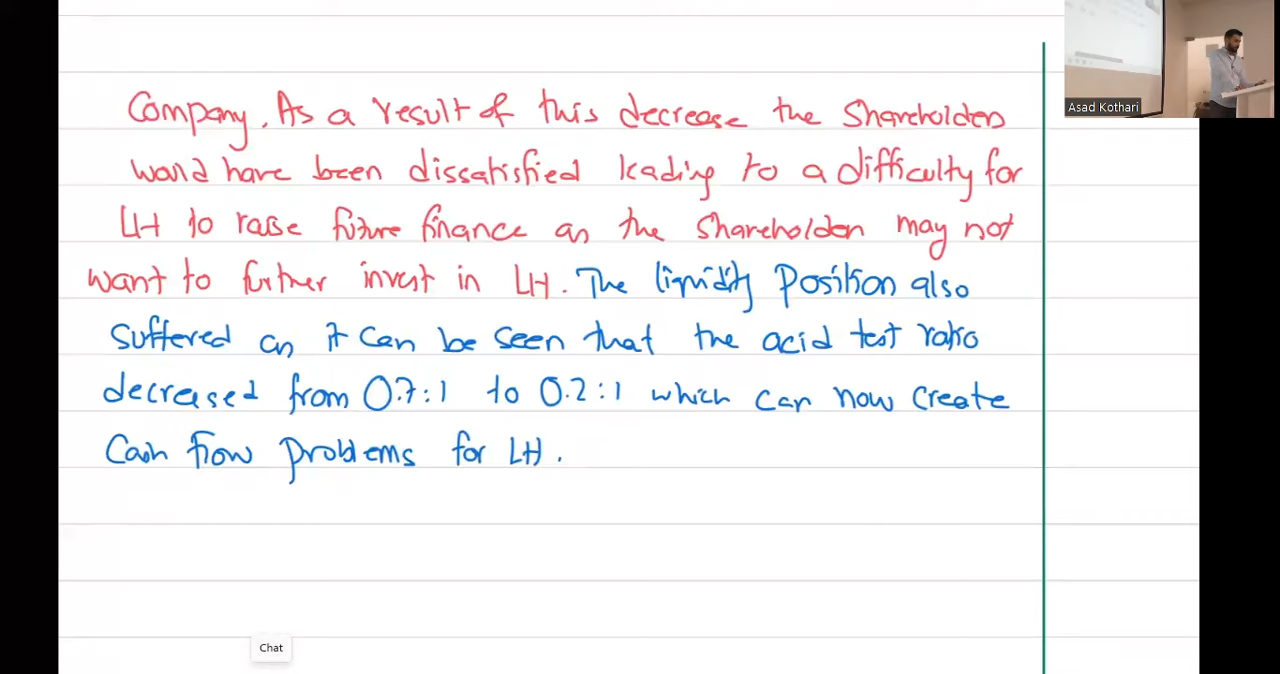 Company. As a result of this decrease the Shareholders
would have been dissatisfied leading to a difficulty for
LH to raise future finance as the Shareholders may not
want to further invest in LH. The liquidity Position also
suffered as it can be seen that the acid test ratio
decreased from 0.7:1 to 0.2:1 which can now create
Cash flow problems for LH.
Asad Kothari
Chat